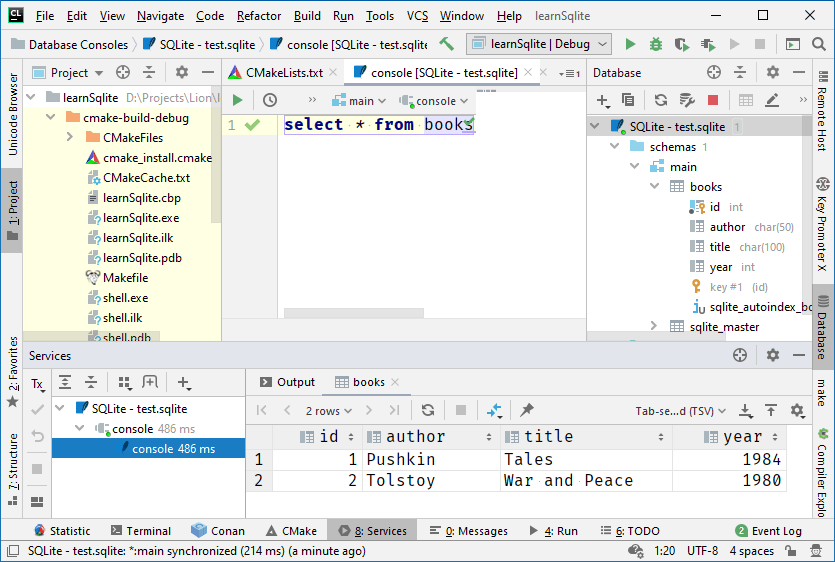 CL File Edit View Navigate Code Refactor Build Run Tools VCS Window Help learnSqlite
Database Consoles SQLite - test.sqlite console [SQLite - test.sqlite] learnSqlite | Debug
Project CMakeLists.txt console [SQLite - test.sqlite] 1 Database
main console
1 select * from books
learnSqlite D:\Projects\Lion\l
cmake-build-debug
CMakeFiles
cmake_install.cmake
CMakeCache.txt
learnSqlite.cbp
learnSqlite.exe
learnSqlite.ilk
learnSqlite.pdb
Makefile
shell.exe
shell.ilk
shell.pdb
SQLite - test.sqlite 1
schemas 1
main
books
id int
author char(50)
title char(100)
year int
key #1 (id)
sqlite_autoindex_bo
sqlite_master
Unicode Browser
1: Project
2: Favorites
7: Structure
Remote Host
Key Promoter X
Database
make
Compiler Explo
Services
Tx
SQLite - test.sqlite
console 486 ms
console 486 ms
Output books
2 rows Tab-se...d (TSV)
id author title year
1 1 Pushkin Tales 1984
2 2 Tolstoy War and Peace 1980
Statistic Terminal Conan CMake 8: Services 0: Messages 4: Run 6: TODO 2 Event Log
SQLite - test.sqlite: *:main synchronized (214 ms) (a minute ago) 1:20 UTF-8 4 spaces